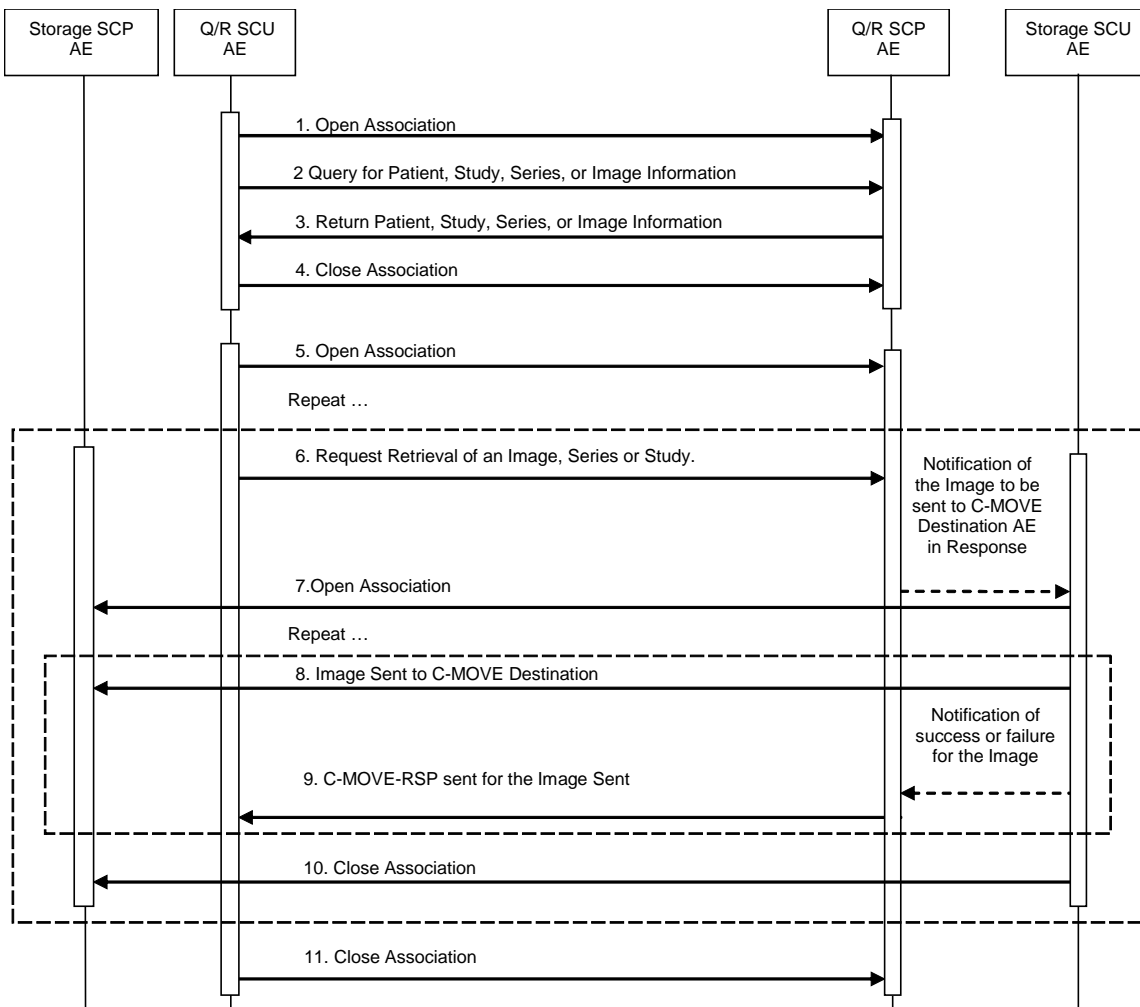 Storage SCP
AE
Q/R SCU
AE
Q/R SCP
AE
Storage SCU
AE
1. Open Association
2 Query for Patient, Study, Series, or Image Information
3. Return Patient, Study, Series, or Image Information
4. Close Association
5. Open Association
Repeat …
6. Request Retrieval of an Image, Series or Study.
Notification of
the Image to be
sent to C-MOVE
Destination AE
in Response
7.Open Association
Repeat …
8. Image Sent to C-MOVE Destination
Notification of
success or failure
for the Image
9. C-MOVE-RSP sent for the Image Sent
10. Close Association
11. Close Association